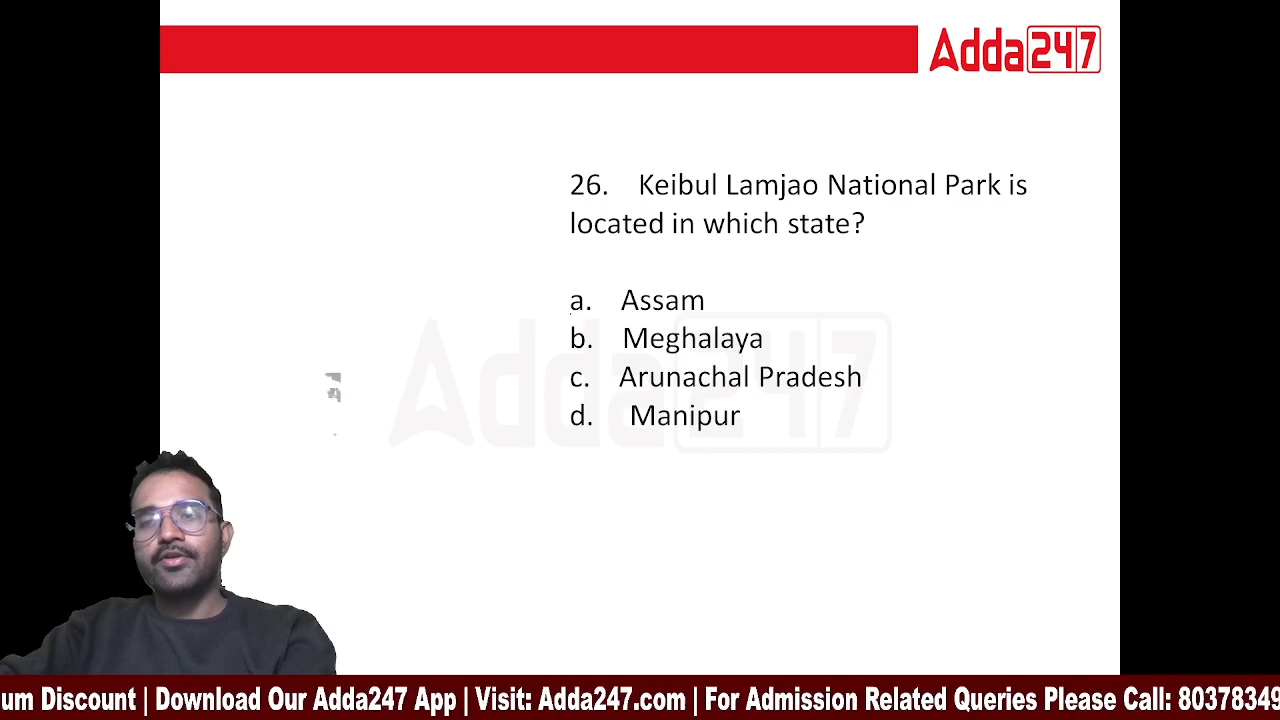 Adda247
26. Keibul Lamjao National Park is
located in which state?
a. Assam
b. Meghalaya
c. Arunachal Pradesh
d. Manipur
Adda247
um Discount | Download Our Adda247 App | Visit: Adda247.com | For Admission Related Queries Please Call: 80378349